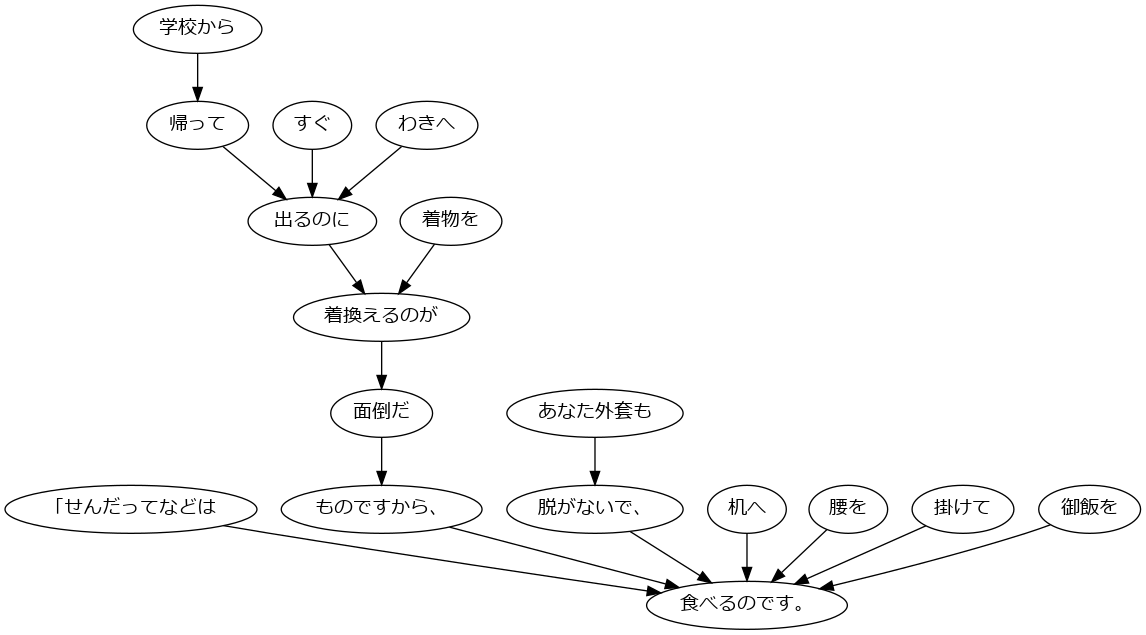 学校から
帰って
すぐ
わきへ
出るのに
着物を
着換えるのが
面倒だ
あなた外套も
「せんだってなどは
ものですから、
脱がないで、
机へ
腰を
掛けて
御飯を
食べるのです。